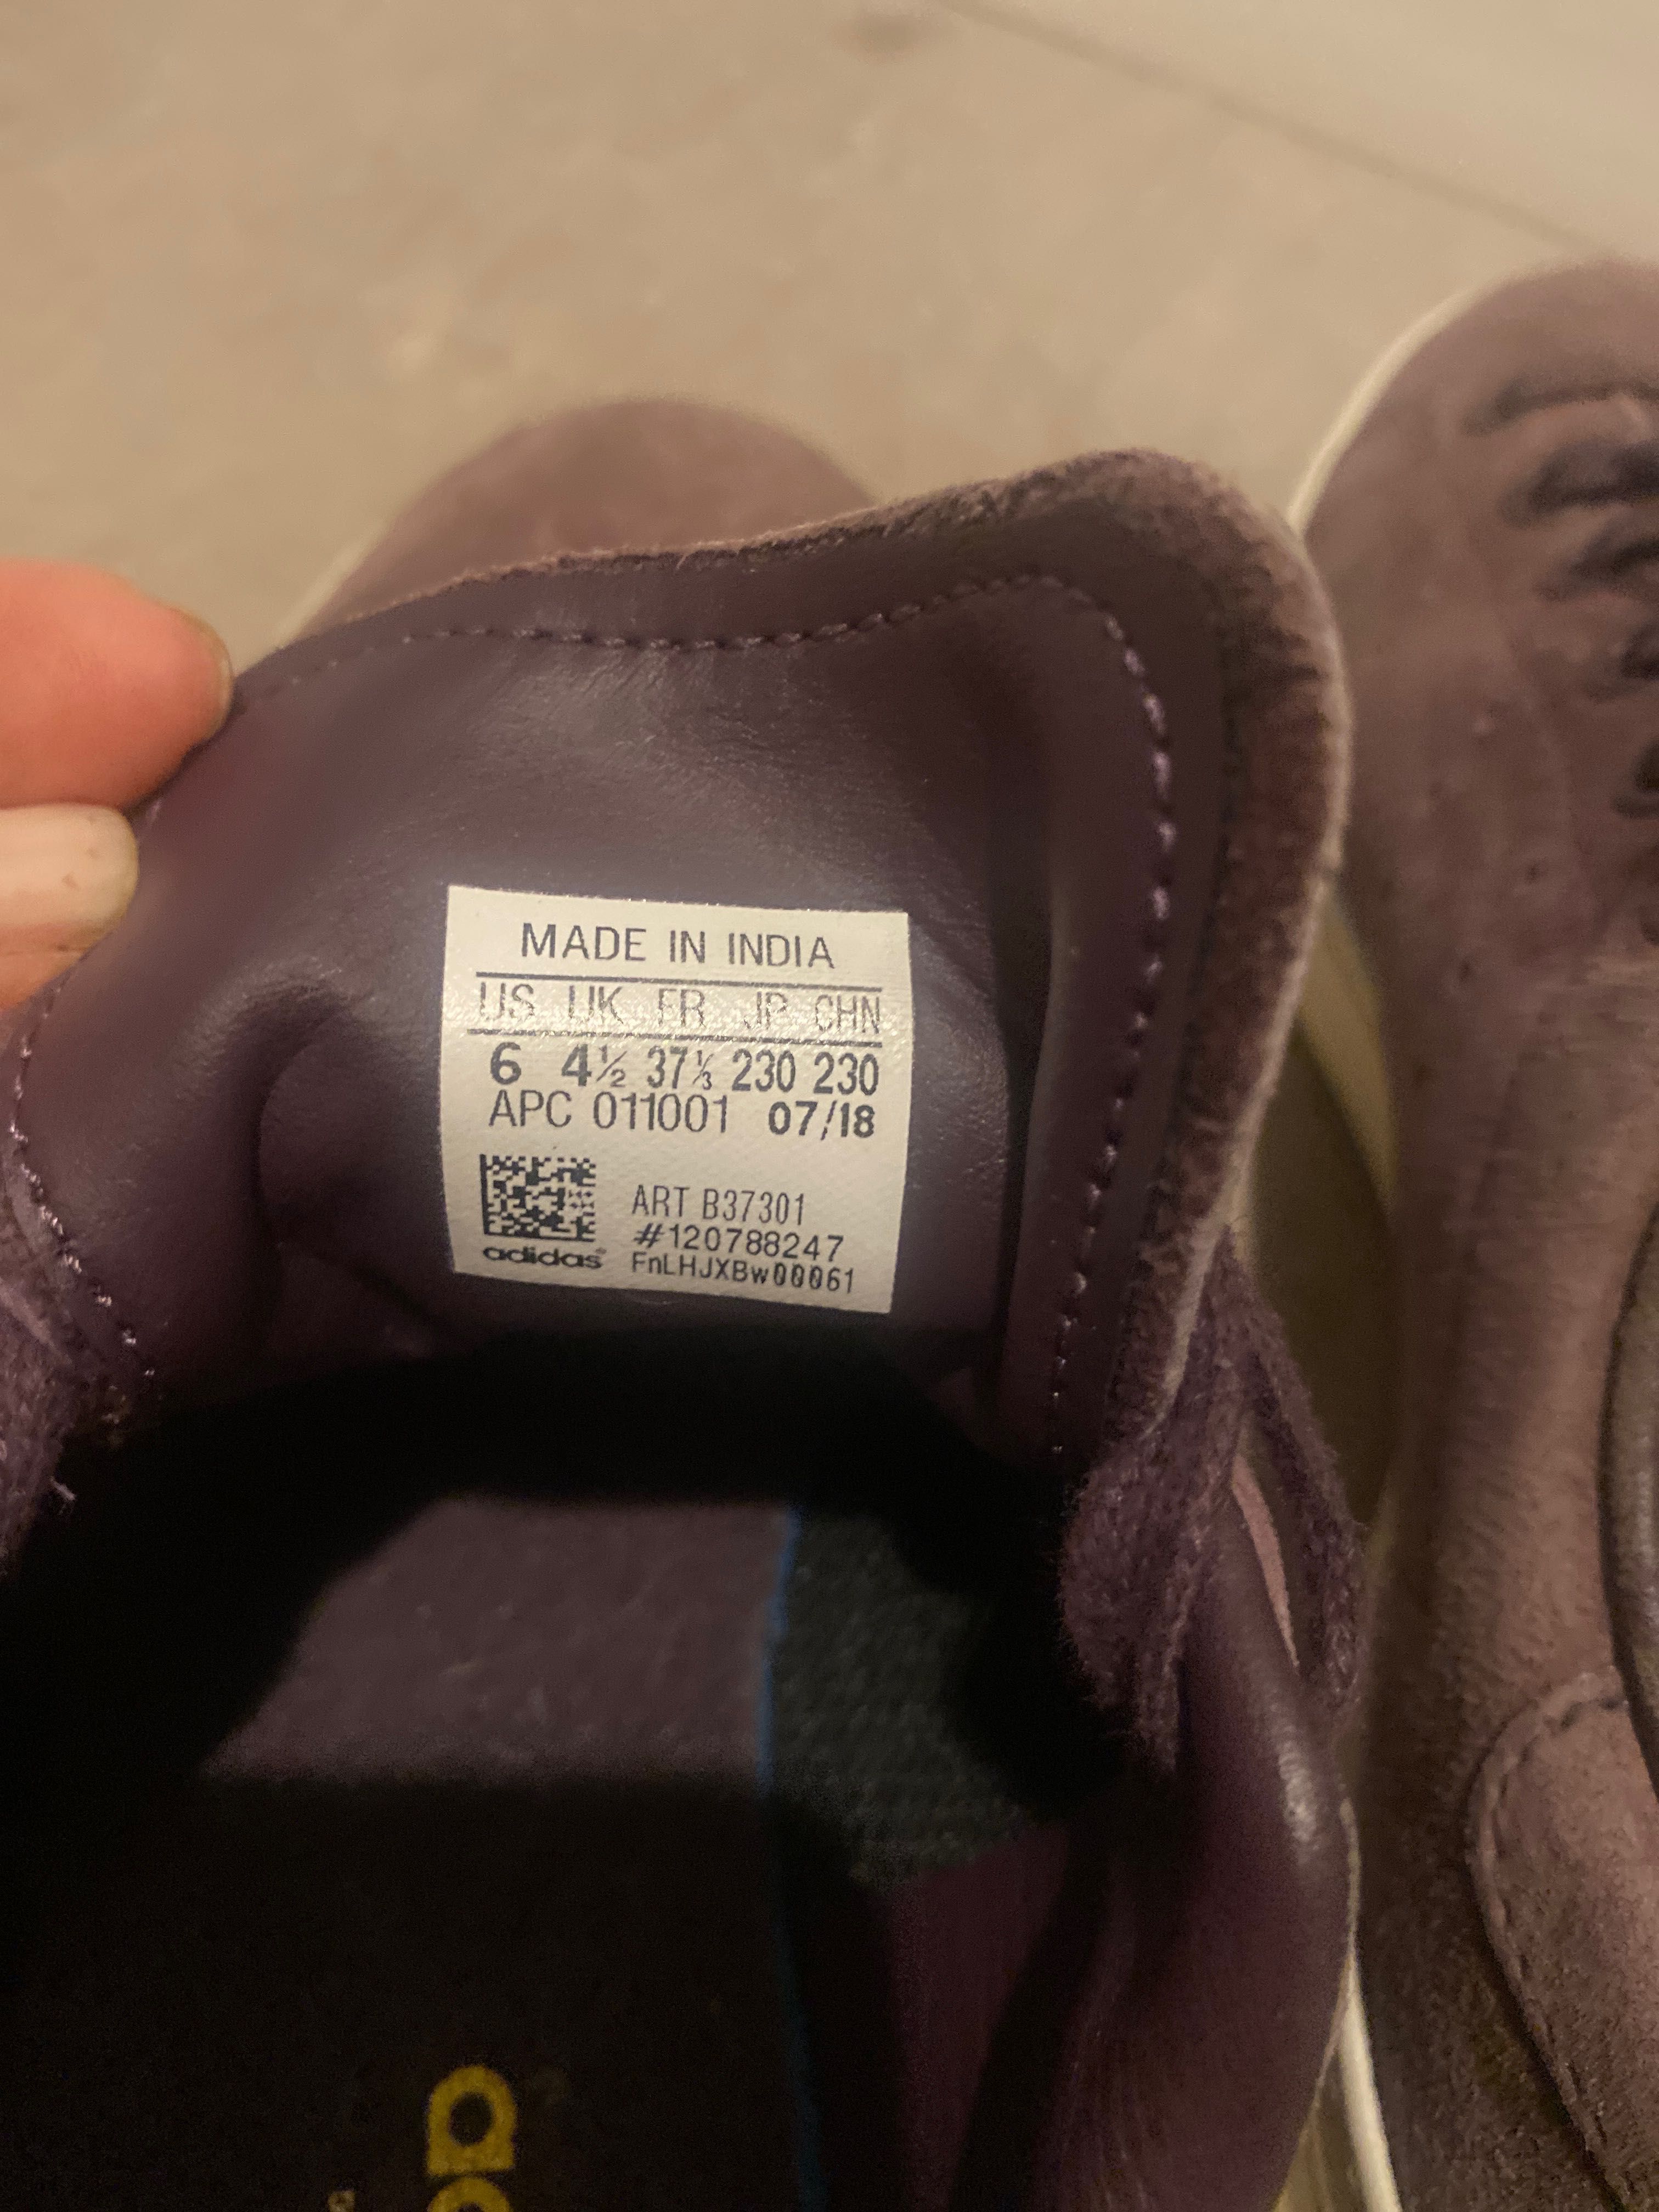 MADE IN INDIA
US UK FR JP CHN
6 4½ 37⅓ 230 230
APC 011001 07/18
ART B37301
#120788247
adidas®
FnLHJXBw00061